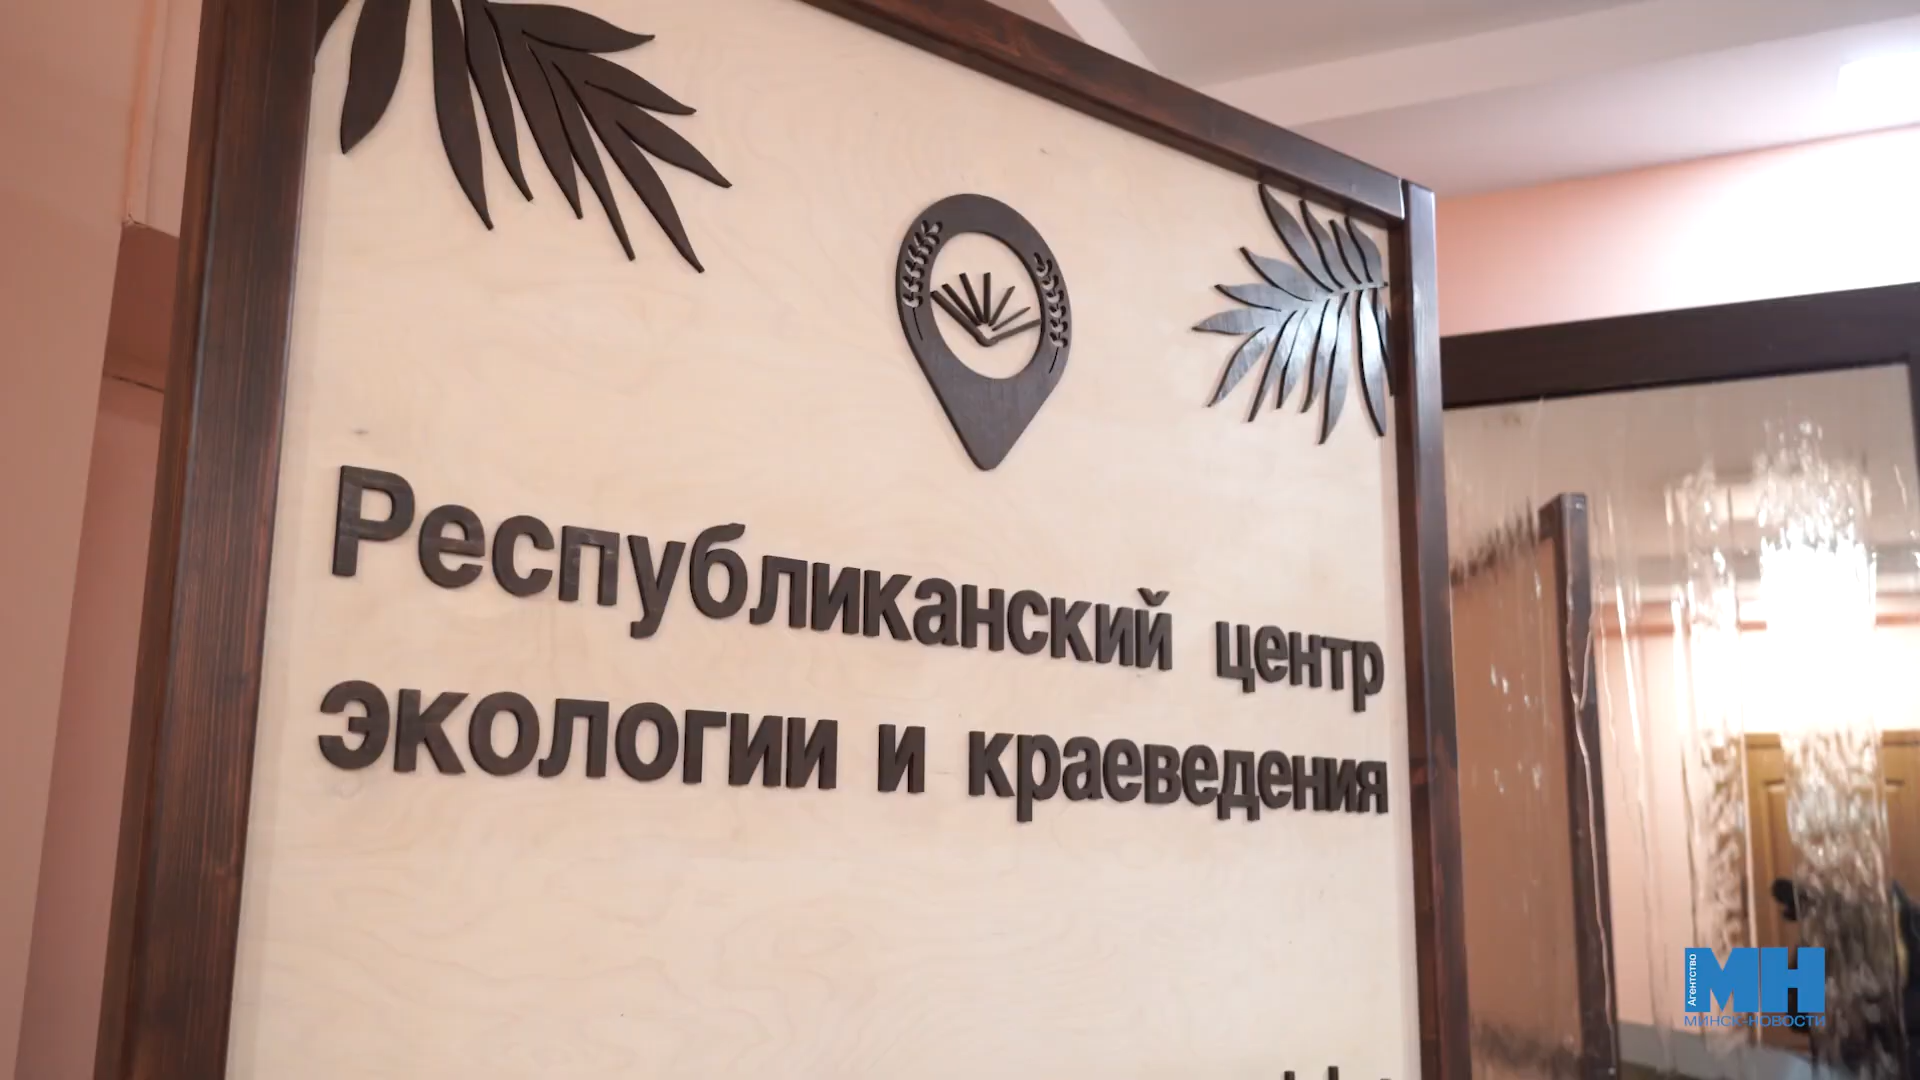 Республиканский центр
экологии и краеведения
Агентство
МН
МИНСК-НОВОСТИ